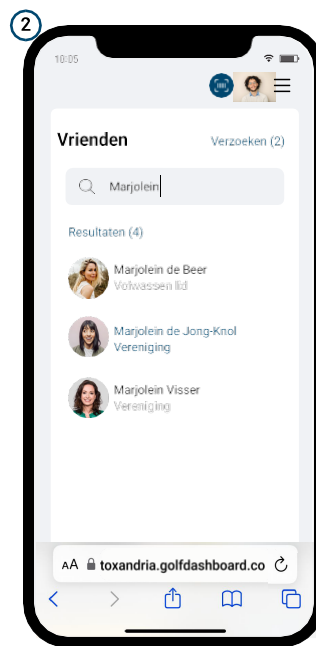 2
10:05
Vrienden
Verzoeken (2)
Marjolein
Resultaten (4)
Marjolein de Beer
Volwassen lid
Marjolein de Jong-Knol
Vereniging
Marjolein Visser
Vereniging
AA toxandria.golfdashboard.co